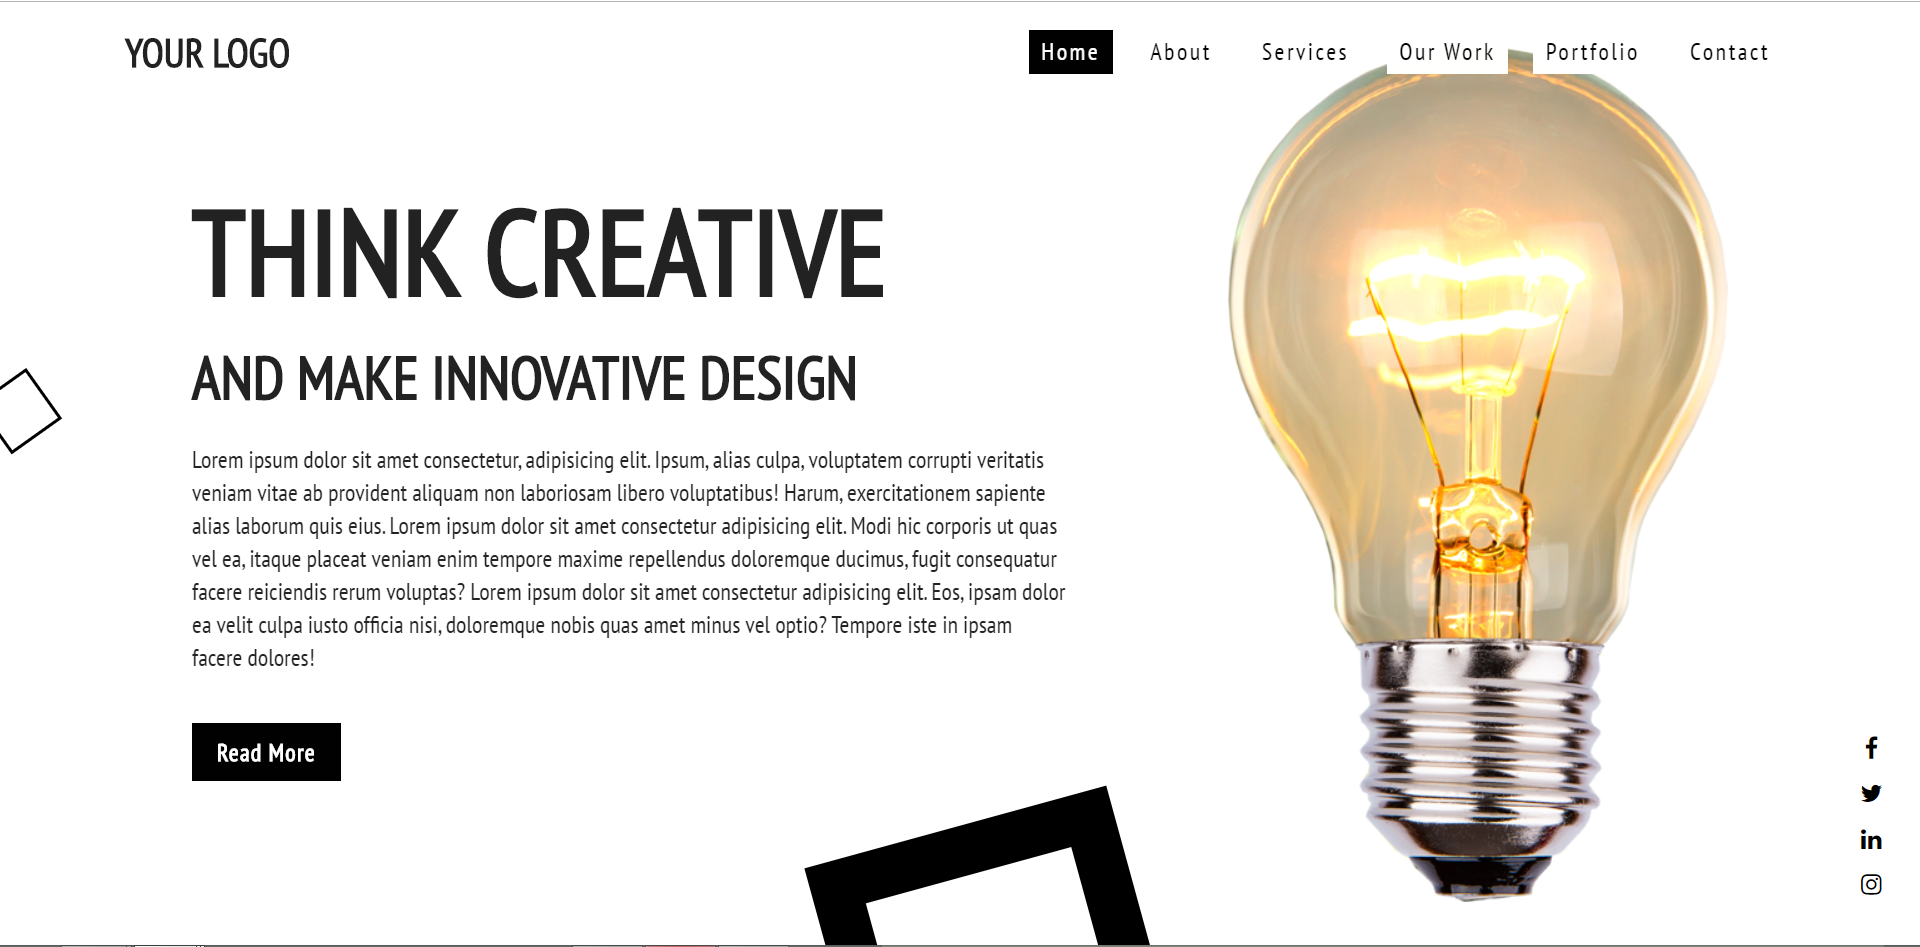 YOUR LOGO
Home About Services Our Work Portfolio Contact
THINK CREATIVE
AND MAKE INNOVATIVE DESIGN
Lorem ipsum dolor sit amet consectetur, adipisicing elit. Ipsum, alias culpa, voluptatem corrupti veritatis
veniam vitae ab provident aliquam non laboriosam libero voluptatibus! Harum, exercitationem sapiente
alias laborum quis eius. Lorem ipsum dolor sit amet consectetur adipisicing elit. Modi hic corporis ut quas
vel ea, itaque placeat veniam enim tempore maxime repellendus doloremque ducimus, fugit consequatur
facere reiciendis rerum voluptas? Lorem ipsum dolor sit amet consectetur adipisicing elit. Eos, ipsam dolor
ea velit culpa iusto officia nisi, doloremque nobis quas amet minus vel optio? Tempore iste in ipsam
facere dolores!
Read More